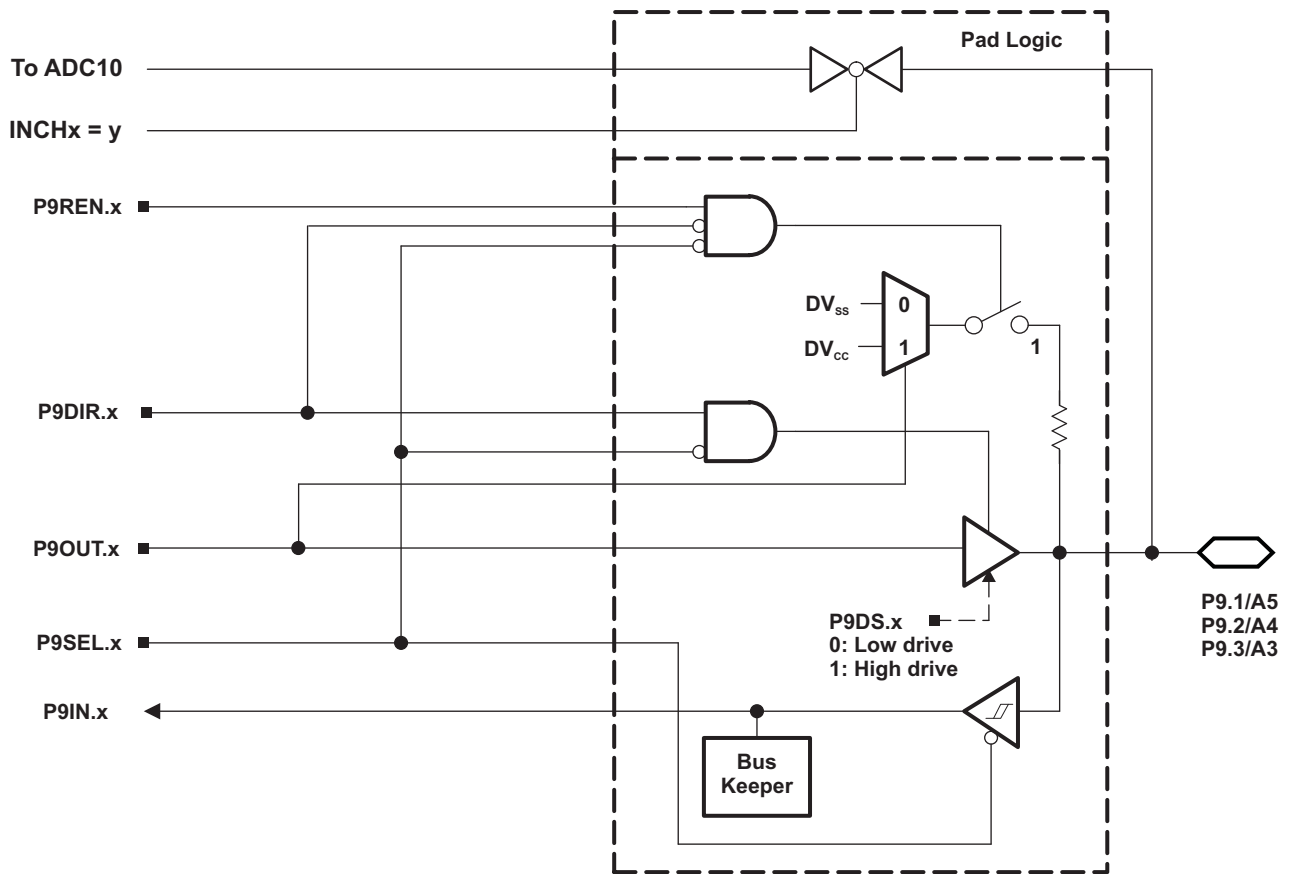 Pad Logic
To ADC10
INCHx = y
P9REN.x
DVss
0
DVcc
1
1
P9DIR.x
P9OUT.x
P9DS.x
0: Low drive
1: High drive
P9.1/A5
P9.2/A4
P9.3/A3
P9SEL.x
P9IN.x
Bus
Keeper